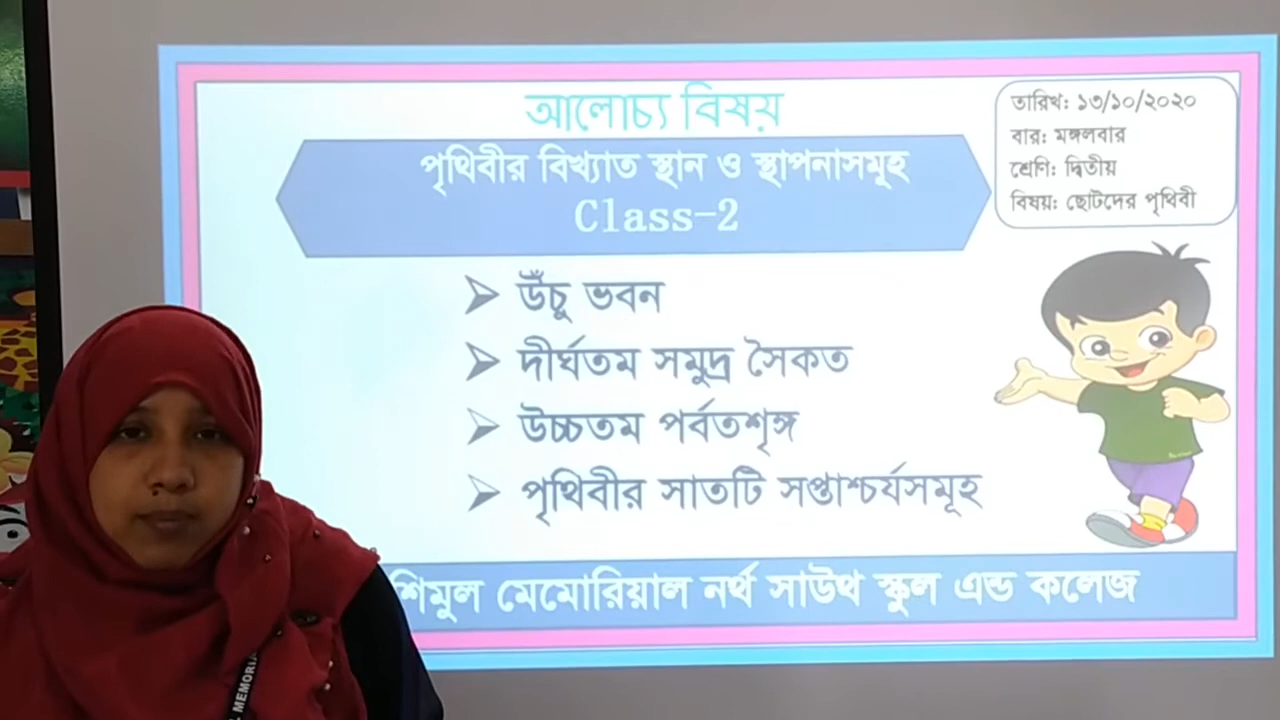 আলোচ্য বিষয়
পৃথিবীর বিখ্যাত স্থান ও স্থাপনাসমূহ
Class-2
তারিখ: ১৩/১০/২০২০
বার: মঙ্গলবার
শ্রেণি: দ্বিতীয়
বিষয়: ছোটদের পৃথিবী
➢ উঁচু ভবন
➢ দীর্ঘতম সমুদ্র সৈকত
➢ উচ্চতম পর্বতশৃঙ্গ
➢ পৃথিবীর সাতটি সপ্তাশ্চর্যসমূহ
শিমুল মেমোরিয়াল নর্থ সাউথ স্কুল এন্ড কলেজ
MEMORIA